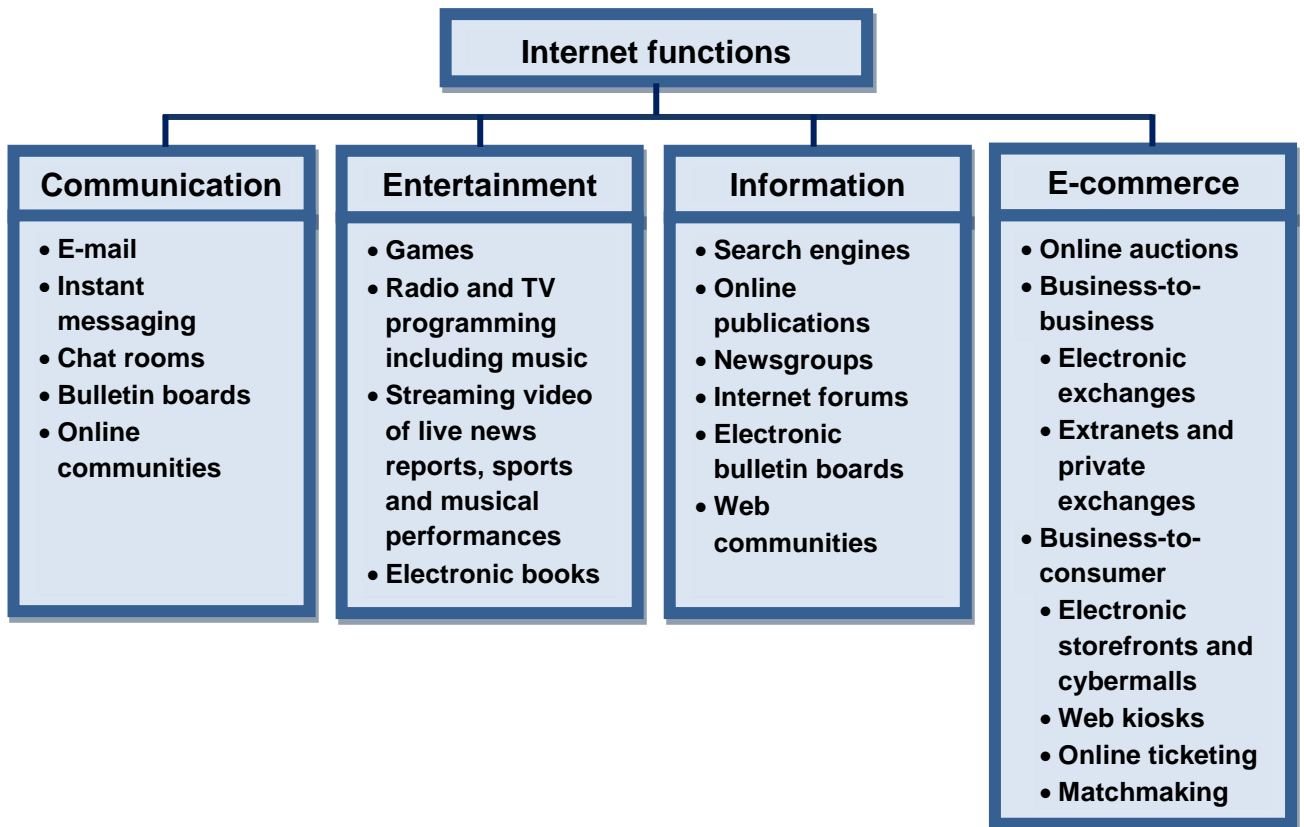 Internet functions
Communication
• E-mail
• Instant
messaging
• Chat rooms
• Bulletin boards
• Online
communities
Entertainment
• Games
• Radio and TV
programming
including music
• Streaming video
of live news
reports, sports
and musical
performances
• Electronic books
Information
• Search engines
• Online
publications
• Newsgroups
• Internet forums
• Electronic
bulletin boards
• Web
communities
E-commerce
• Online auctions
• Business-to-
business
• Electronic
exchanges
• Extranets and
private
exchanges
• Business-to-
consumer
• Electronic
storefronts and
cybermalls
• Web kiosks
• Online ticketing
• Matchmaking